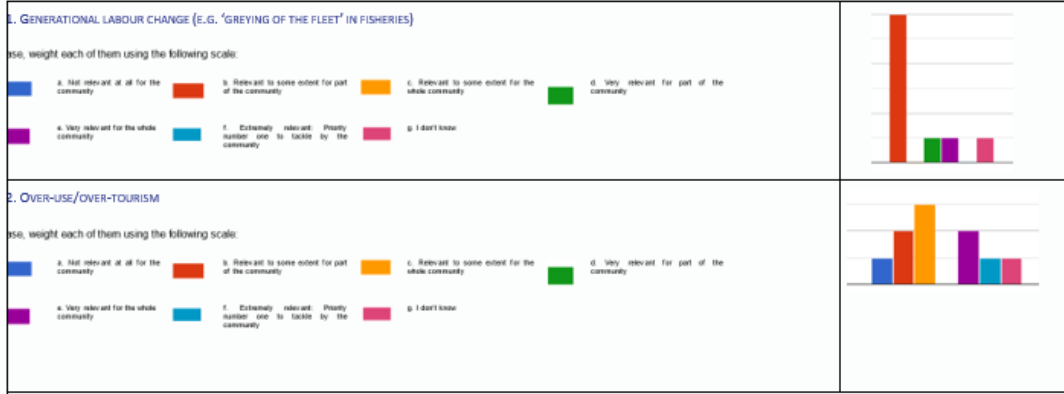 1. GENERATIONAL LABOUR CHANGE (E.G. 'GREYING OF THE FLEET' IN FISHERIES)
ase, weight each of them using the following scale:
a. Not relevant at all for the community
b. Relevant to some extent for part of the community
c. Relevant to some extent for the whole community
d. Very relevant for part of the community
e. Very relevant for the whole community
f. Extremely relevant: Priority number one to tackle by the community
g. I don't know
2. OVER-USE/OVER-TOURISM
ase, weight each of them using the following scale:
a. Not relevant at all for the community
b. Relevant to some extent for part of the community
c. Relevant to some extent for the whole community
d. Very relevant for part of the community
e. Very relevant for the whole community
f. Extremely relevant: Priority number one to tackle by the community
g. I don't know